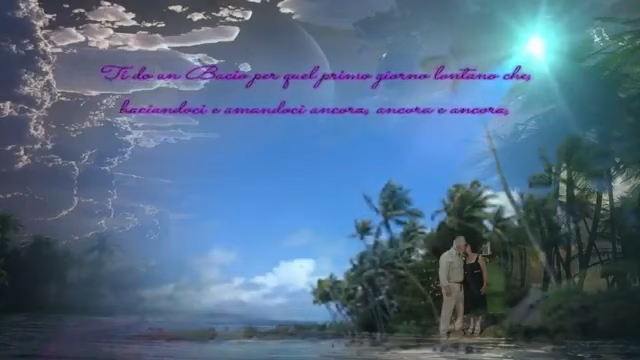 Ti do un Bacio per quel primo giorno lontano che,
baciandoci e amandoci ancora, ancora e ancora,